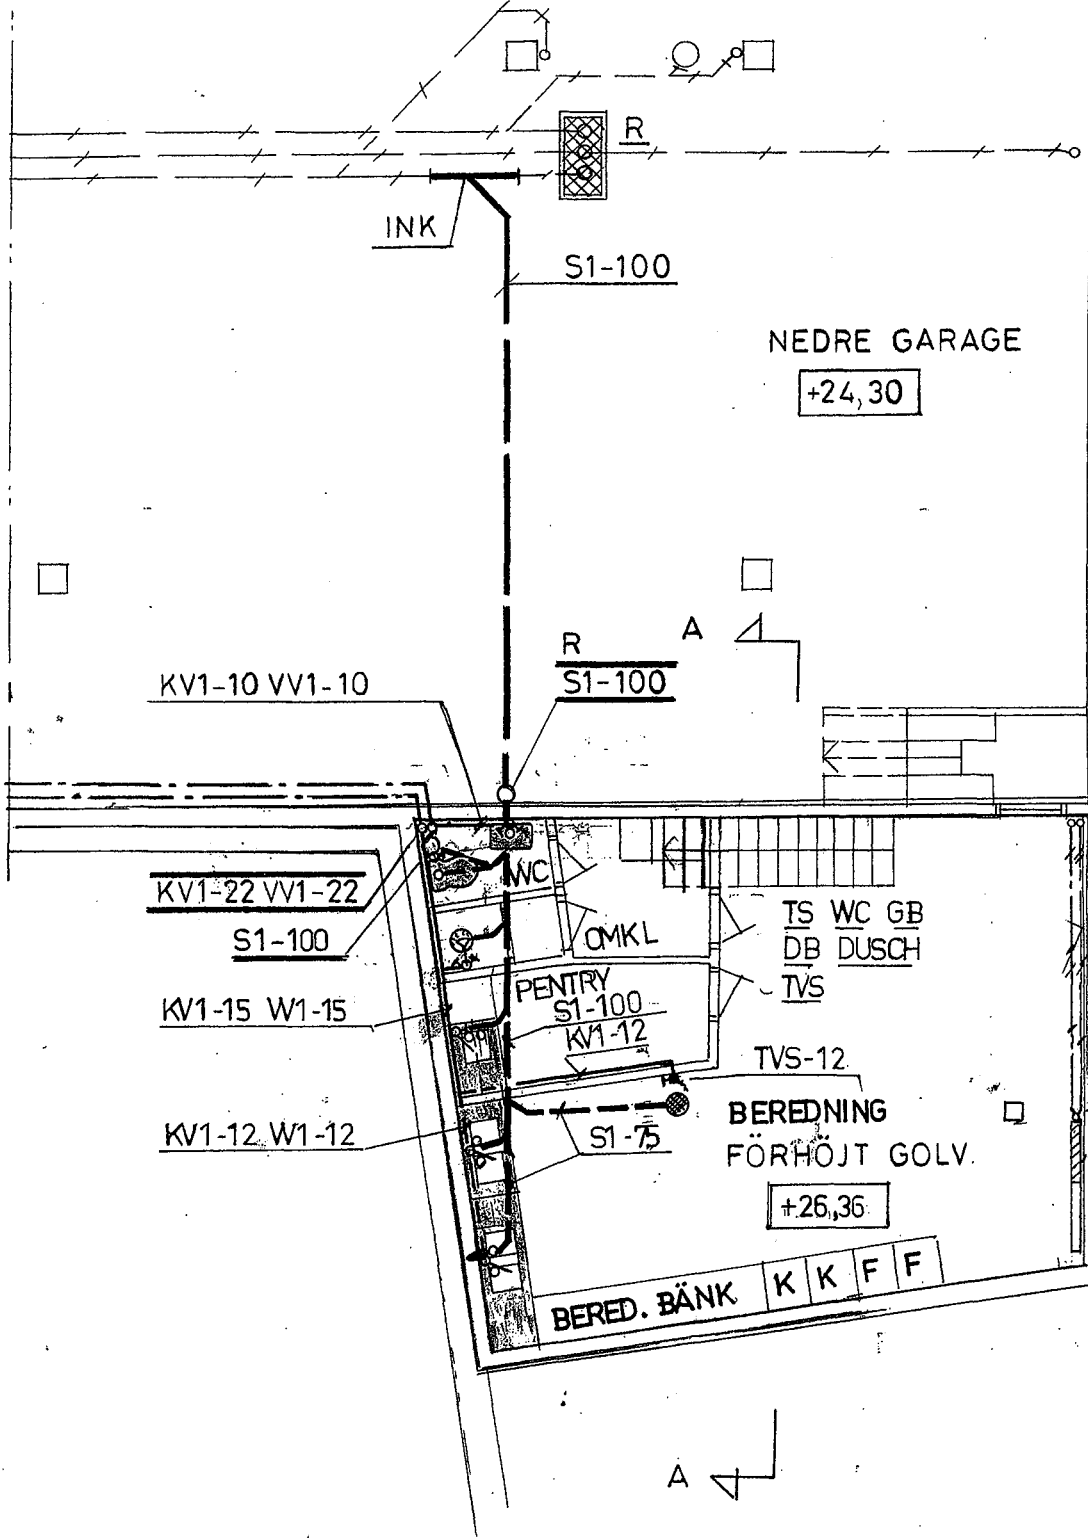 R
INK
S1-100
NEDRE GARAGE
+24,30
A
R
S1-100
KV1-10 VV1-10
KV1-22 VV1-22
S1-100
WC
OMKL
TS WC GB
DB DUSCH
TVS
PENTRY
S1-100
KV1-12
KV1-15 VV1-15
TVS-12
BEREDNING
FÖRHÖJT GOLV.
+26,36
KV1-12 VV1-12
S1-75
BERED. BÄNK K K F F
A